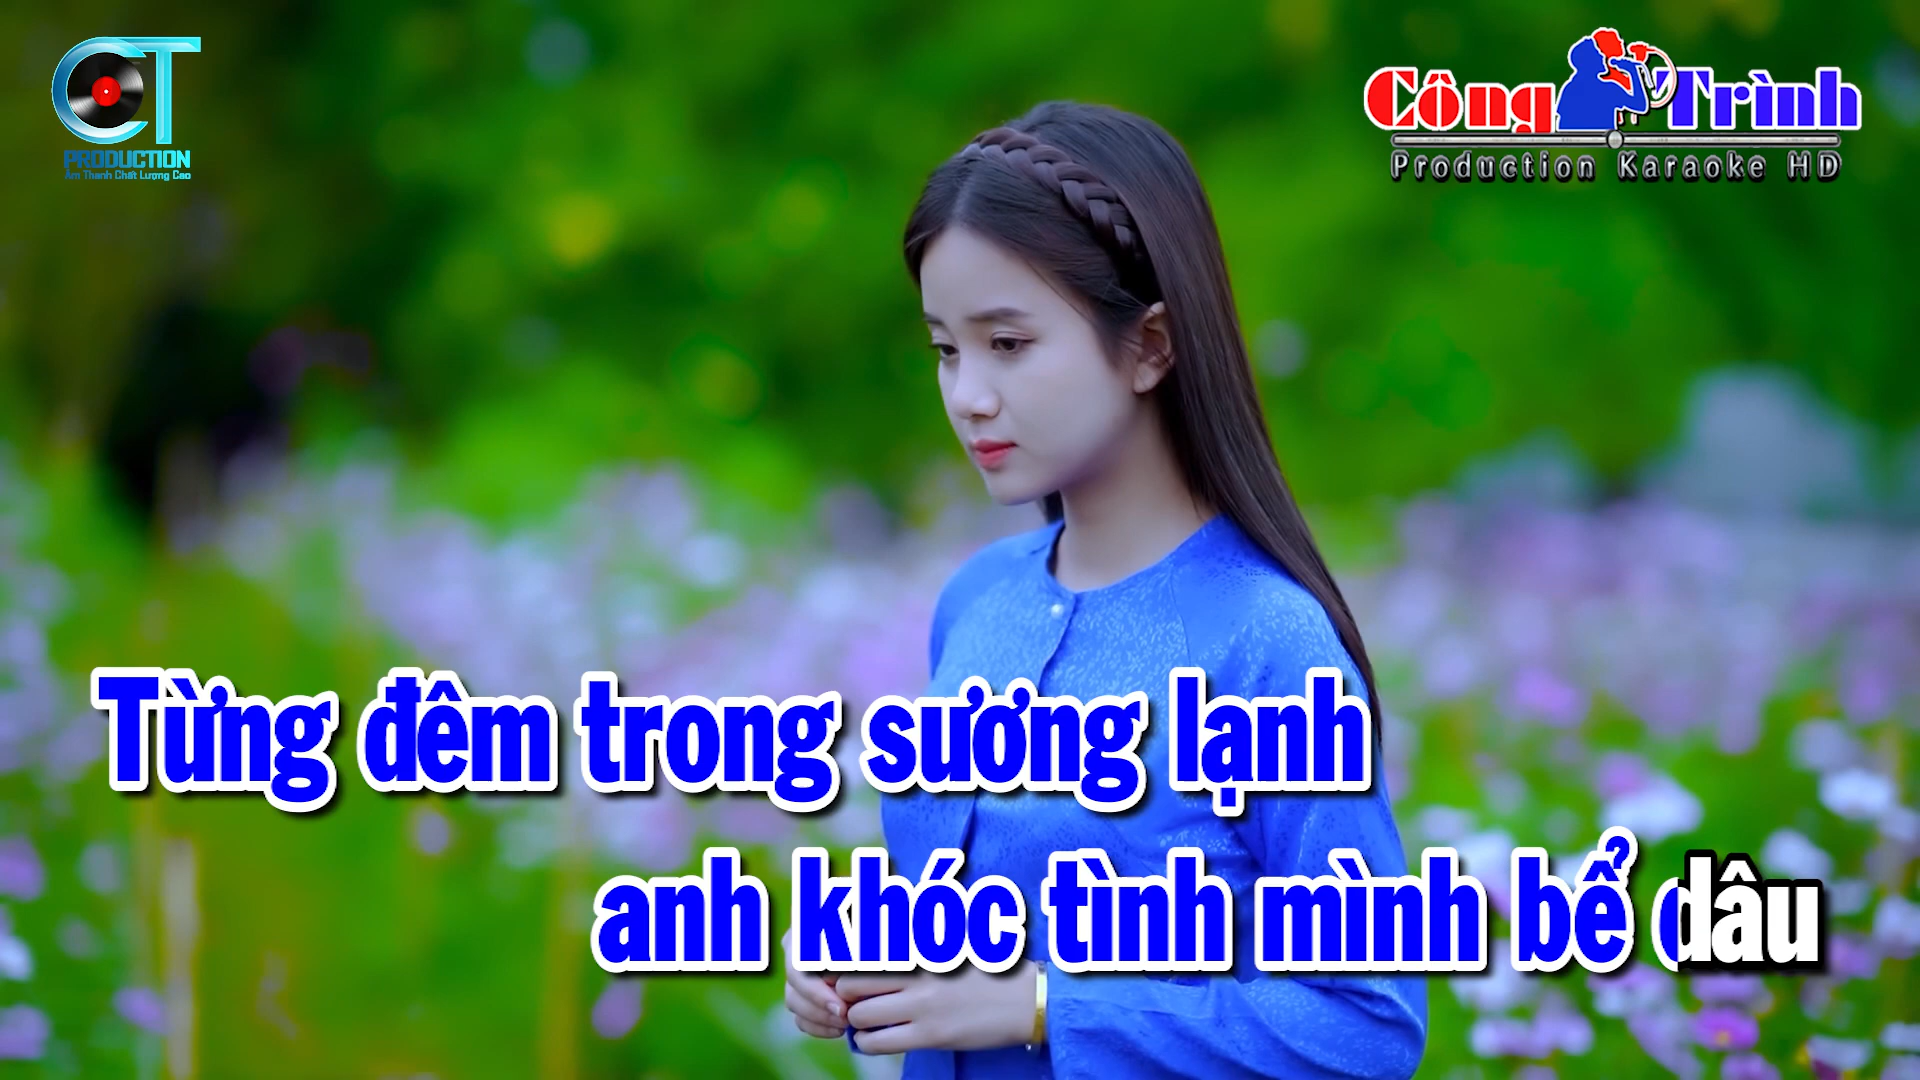 CT
PRODUCTION
Âm Thanh Chất Lượng Cao
Công Trình
Production Karaoke HD
Từng đêm trong sương lạnh
anh khóc tình mình bể dâu